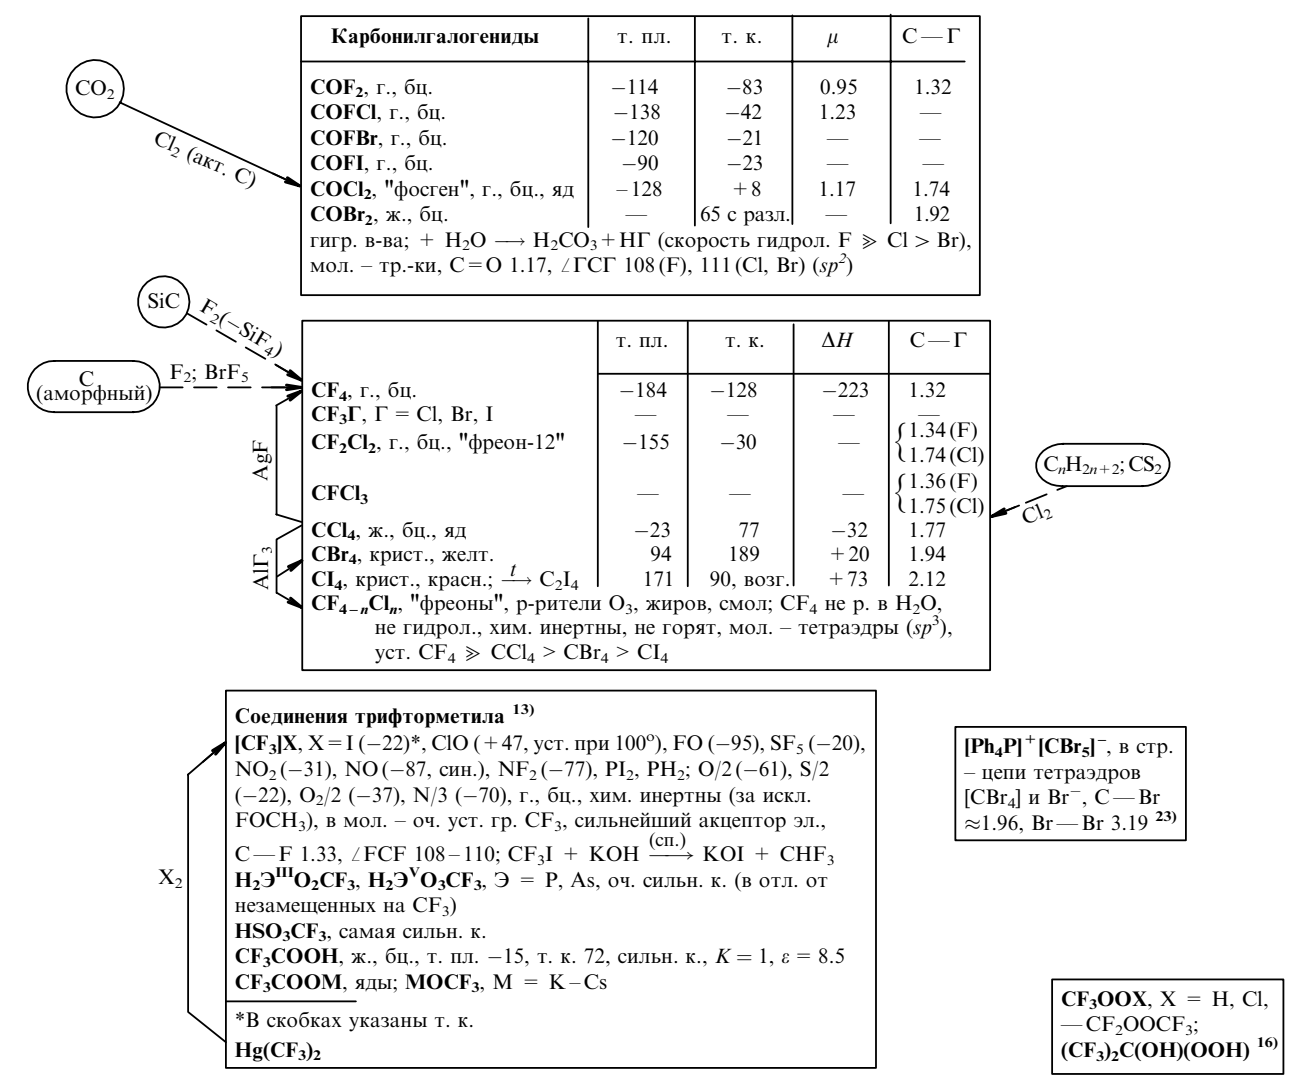 Карбонилгалогениды т. пл. т. к. μ С—Г
COF₂, г., бц. −114 −83 0.95 1.32
COFCl, г., бц. −138 −42 1.23 —
COFBr, г., бц. −120 −21 — —
COFI, г., бц. −90 −23 — —
COCl₂, "фосген", г., бц., яд −128 +8 1.17 1.74
COBr₂, ж., бц. — 65 с разл. — 1.92
гигр. в-ва; + H₂O ⟶ H₂CO₃+НГ (скорость гидрол. F ⪢ Cl > Br),
мол. – тр.-ки, C=O 1.17, ∠ГСГ 108(F), 111(Cl, Br) (sp²)
CO₂
Cl₂ (акт. С)
SiC
F₂(−SiF₄)
C
(аморфный)
F₂; BrF₅
т. пл. т. к. ΔH С—Г
CF₄, г., бц. −184 −128 −223 1.32
CF₃Г, Г = Cl, Br, I — — — —
CF₂Cl₂, г., бц., "фреон-12" −155 −30 — {1.34(F)
1.74(Cl)
CFCl₃ — — — {1.36(F)
1.75(Cl)
CCl₄, ж., бц., яд −23 77 −32 1.77
CBr₄, крист., желт. 94 189 +20 1.94
CI₄, крист., красн.; t⟶ C₂I₄ 171 90, возг. +73 2.12
CF₄₋ₙClₙ, "фреоны", р-рители O₃, жиров, смол; CF₄ не р. в H₂O,
не гидрол., хим. инертны, не горят, мол. – тетраэдры (sp³),
уст. CF₄ ⪢ CCl₄ > CBr₄ > CI₄
AgF
AlГ₃
CₙH₂ₙ₊₂; CS₂
Cl₂
Соединения трифторметила ¹³⁾
[CF₃]X, X=I (−22)*, ClO (+47, уст. при 100°), FO (−95), SF₅ (−20),
NO₂ (−31), NO (−87, син.), NF₂ (−77), PI₂, PH₂; O/2 (−61), S/2
(−22), O₂/2 (−37), N/3 (−70), г., бц., хим. инертны (за искл.
FOCH₃), в мол. – оч. уст. гр. CF₃, сильнейший акцептор эл.,
C—F 1.33, ∠FCF 108–110; CF₃I + KOH (сп.)⟶ KOI + CHF₃
H₂ЭᴵᴵᴵO₂CF₃, H₂ЭⱽO₃CF₃, Э = P, As, оч. сильн. к. (в отл. от
незамещенных на CF₃)
HSO₃CF₃, самая сильн. к.
CF₃COOH, ж., бц., т. пл. −15, т. к. 72, сильн. к., K = 1, ε = 8.5
CF₃COOM, яды; MOCF₃, M = K–Cs
*В скобках указаны т. к.
Hg(CF₃)₂
X₂
[Ph₄P]⁺[CBr₅]⁻, в стр.
– цепи тетраэдров
[CBr₄] и Br⁻, C—Br
≈1.96, Br—Br 3.19 ²³⁾
CF₃OOX, X = H, Cl,
—CF₂OOCF₃;
(CF₃)₂C(OH)(OOH) ¹⁶⁾